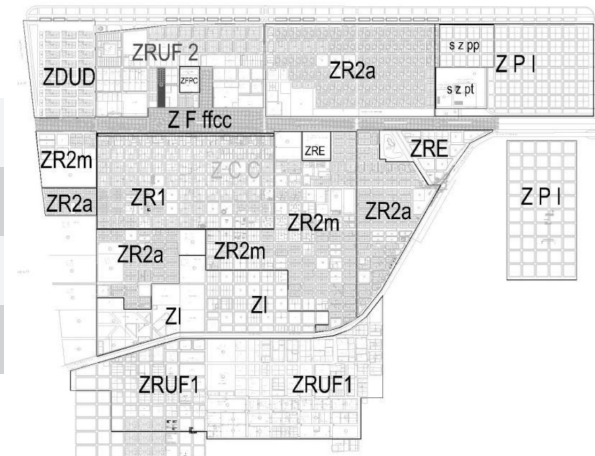 ZRUF 2
s z pp
ZDUD
ZFPC
ZR2a
Z P I
s z pt
Z F ffcc
ZR2m
ZRE
ZRE
Z C C
ZR1
ZR2a
ZR2m
ZR2a
Z P I
ZR2a
ZR2m
ZI
ZI
ZRUF1
ZRUF1